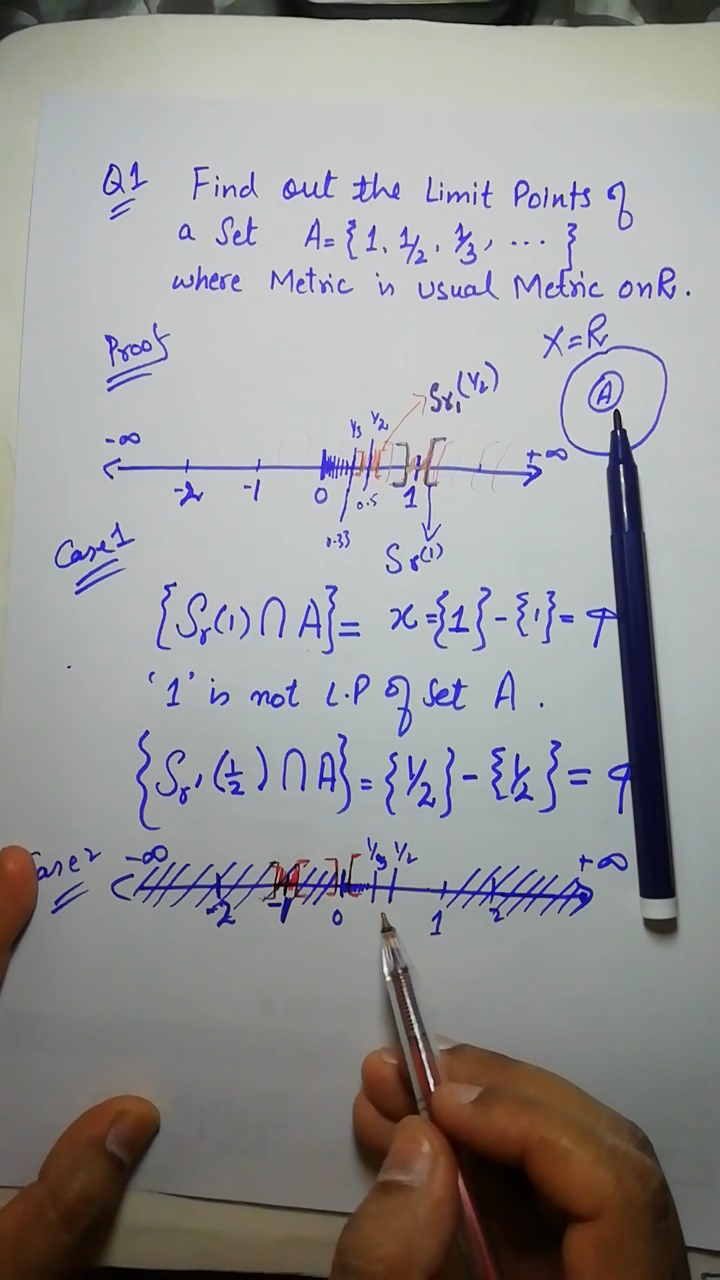 Q1 Find out the Limit Points of
a Set A = {1, 1/2, 1/3, ... }
where Metric is usual Metric on R.
Proof
X = R
A
Sr₁(1/2)
-∞ 1/3 1/2 +∞
-2 -1 0 0.5 1
0.33
Sr(1)
Case 1
{Sr(1) ∩ A} = x = {1} - {1} = φ
'1' is not L.P of Set A.
{Sr₁(1/2) ∩ A} = {1/2} - {1/2} = φ
-∞ 1/3 1/2 +∞
-2 -1 0 1 2